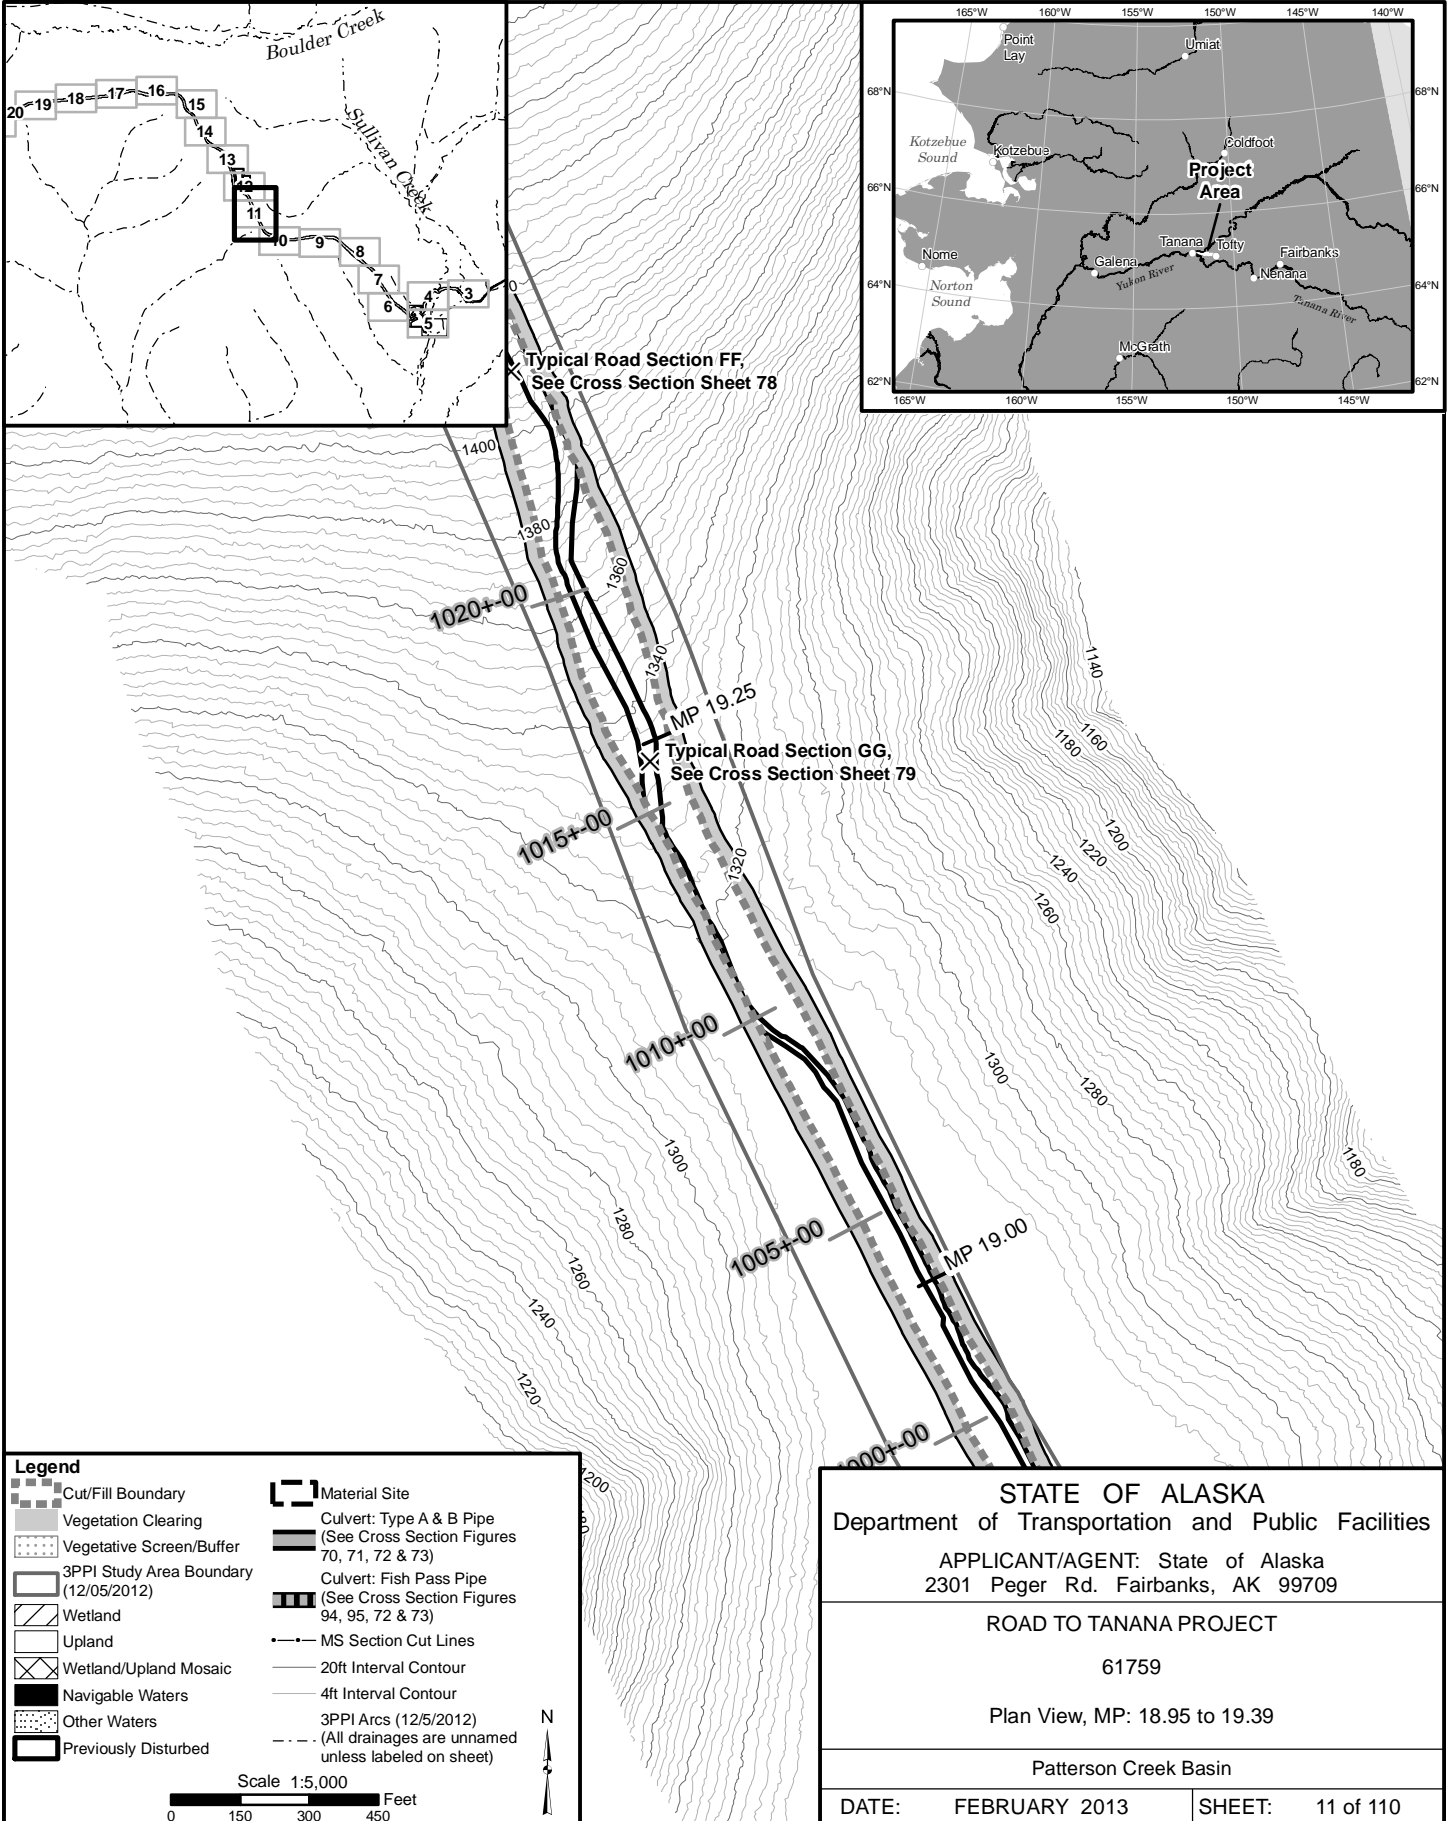 Boulder Creek
Sullivan Creek
20
19
18
17
16
15
14
13
12
11
10
9
8
7
6
5
4
3
0
165°W
160°W
155°W
150°W
145°W
140°W
68°N
66°N
64°N
62°N
68°N
66°N
64°N
62°N
165°W
160°W
155°W
150°W
145°W
Point
Lay
Umiat
Kotzebue
Sound
Kotzebue
Coldfoot
Project
Area
Nome
Norton
Sound
Galena
Tanana
Tofty
Fairbanks
Nenana
Yukon River
Tanana River
McGrath
Typical Road Section FF,
See Cross Section Sheet 78
1400
1380
1360
1340
1320
1020+-00
MP 19.25
Typical Road Section GG,
See Cross Section Sheet 79
1015+-00
1010+-00
1005+-00
MP 19.00
1140
1160
1180
1200
1220
1240
1260
1300
1280
1180
1300
1280
1260
1240
1220
1200
Legend
Cut/Fill Boundary
Vegetation Clearing
Vegetative Screen/Buffer
3PPI Study Area Boundary
(12/05/2012)
Wetland
Upland
Wetland/Upland Mosaic
Navigable Waters
Other Waters
Previously Disturbed
Material Site
Culvert: Type A & B Pipe
(See Cross Section Figures
70, 71, 72 & 73)
Culvert: Fish Pass Pipe
(See Cross Section Figures
94, 95, 72 & 73)
MS Section Cut Lines
20ft Interval Contour
4ft Interval Contour
3PPI Arcs (12/5/2012)
(All drainages are unnamed
unless labeled on sheet)
N
Scale 1:5,000
Feet
0 150 300 450
STATE OF ALASKA
Department of Transportation and Public Facilities
APPLICANT/AGENT: State of Alaska
2301 Peger Rd. Fairbanks, AK 99709
ROAD TO TANANA PROJECT
61759
Plan View, MP: 18.95 to 19.39
Patterson Creek Basin
DATE: FEBRUARY 2013
SHEET: 11 of 110